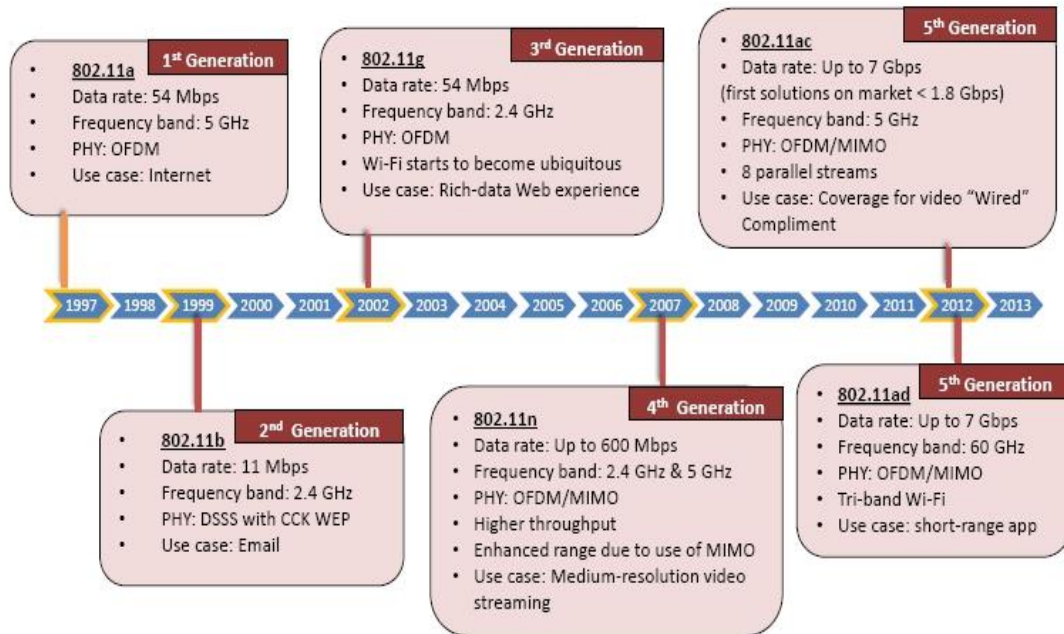 1st Generation
802.11a
• Data rate: 54 Mbps
• Frequency band: 5 GHz
• PHY: OFDM
• Use case: Internet
3rd Generation
802.11g
• Data rate: 54 Mbps
• Frequency band: 2.4 GHz
• PHY: OFDM
• Wi-Fi starts to become ubiquitous
• Use case: Rich-data Web experience
5th Generation
802.11ac
• Data rate: Up to 7 Gbps
(first solutions on market < 1.8 Gbps)
• Frequency band: 5 GHz
• PHY: OFDM/MIMO
• 8 parallel streams
• Use case: Coverage for video “Wired”
Compliment
1997 1998 1999 2000 2001 2002 2003 2004 2005 2006 2007 2008 2009 2010 2011 2012 2013
2nd Generation
802.11b
• Data rate: 11 Mbps
• Frequency band: 2.4 GHz
• PHY: DSSS with CCK WEP
• Use case: Email
4th Generation
802.11n
• Data rate: Up to 600 Mbps
• Frequency band: 2.4 GHz & 5 GHz
• PHY: OFDM/MIMO
• Higher throughput
• Enhanced range due to use of MIMO
• Use case: Medium-resolution video
streaming
5th Generation
802.11ad
• Data rate: Up to 7 Gbps
• Frequency band: 60 GHz
• PHY: OFDM/MIMO
• Tri-band Wi-Fi
• Use case: short-range app